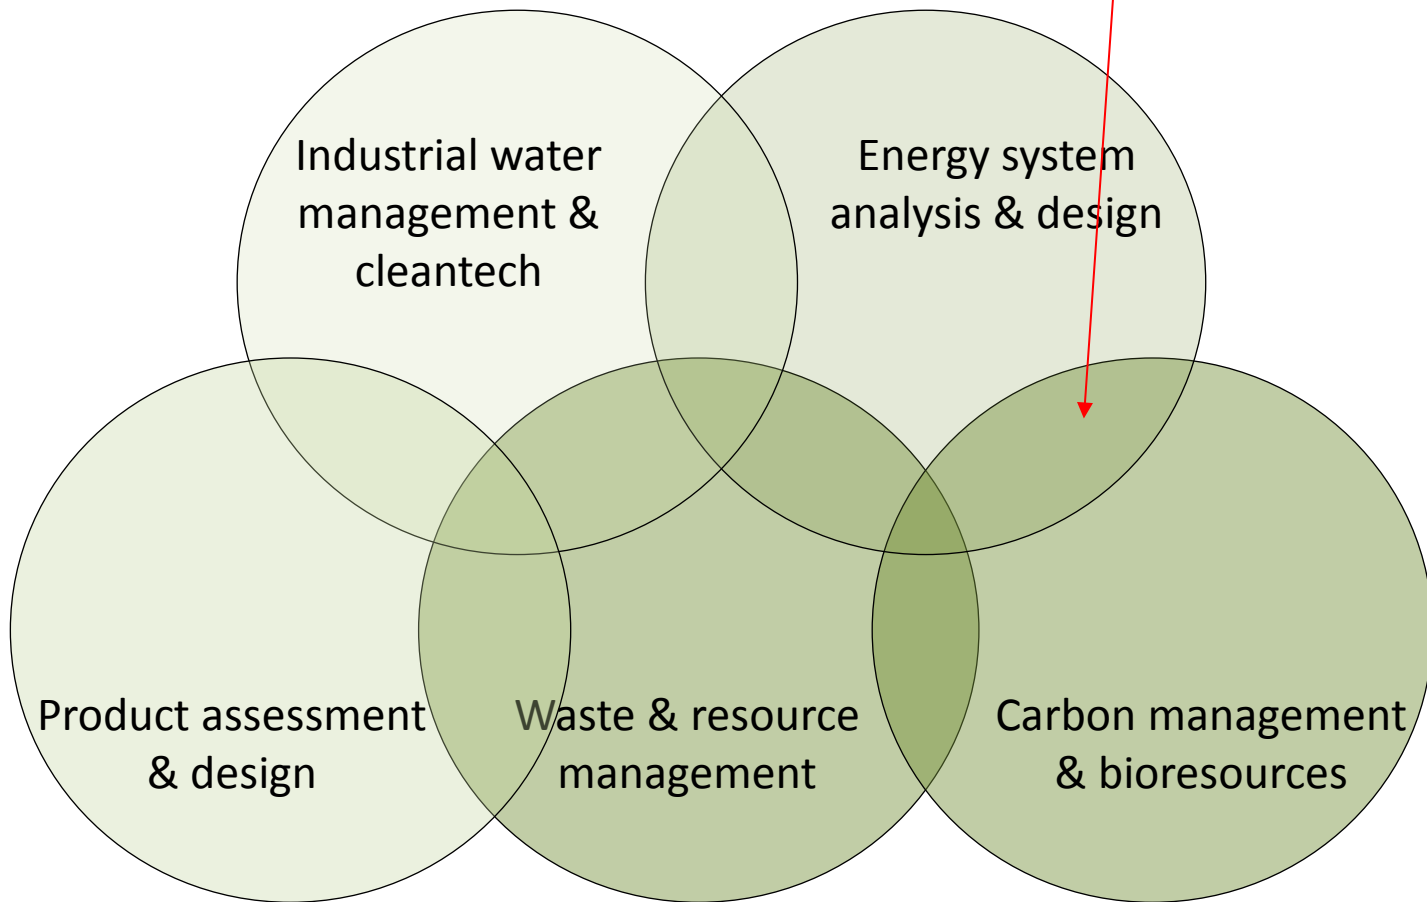 Industrial water
management &
cleantech
Energy system
analysis & design
Product assessment
& design
Waste & resource
management
Carbon management
& bioresources